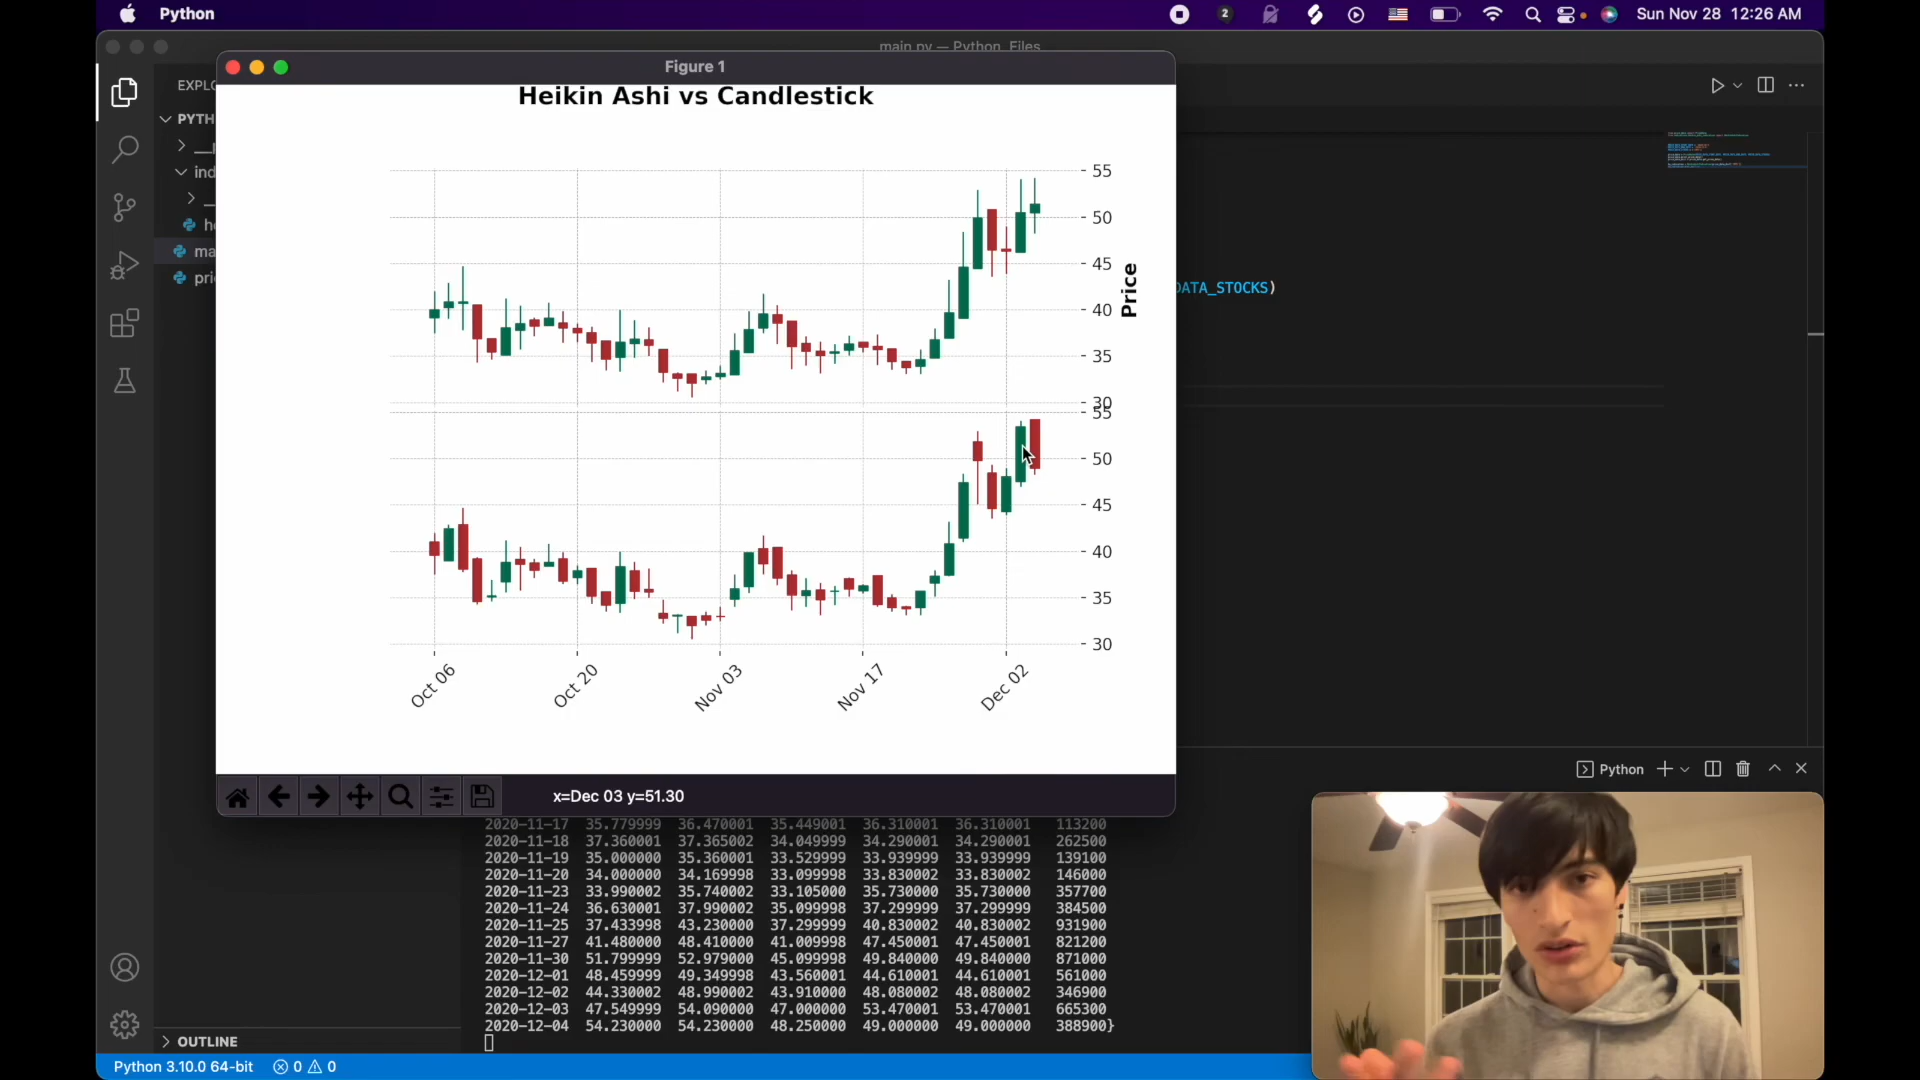 Python
2
Sun Nov 28 12:26 AM
main.py — Python_Files
Figure 1
EXPLO
PYTH
ind
he
ma
pri
Heikin Ashi vs Candlestick
55
50
45
40
35
30
Price
DATA_STOCKS)
55
50
45
40
35
30
Oct 06
Oct 20
Nov 03
Nov 17
Dec 02
x=Dec 03 y=51.30
Python
2020-11-17 35.779999 36.470001 35.449001 36.310001 36.310001 113200
2020-11-18 37.360001 37.365002 34.049999 34.290001 34.290001 262500
2020-11-19 35.000000 35.360001 33.529999 33.939999 33.939999 139100
2020-11-20 34.000000 34.169998 33.099998 33.830002 33.830002 146000
2020-11-23 33.990002 35.740002 33.105000 35.730000 35.730000 357700
2020-11-24 36.630001 37.990002 35.099998 37.299999 37.299999 384500
2020-11-25 37.433998 43.230000 37.299999 40.830002 40.830002 931900
2020-11-27 41.480000 48.410000 41.009998 47.450001 47.450001 821200
2020-11-30 51.799999 52.979000 45.099998 49.840000 49.840000 871000
2020-12-01 48.459999 49.349998 43.560001 44.610001 44.610001 561000
2020-12-02 44.330002 48.990002 43.910000 48.080002 48.080002 346900
2020-12-03 47.549999 54.090000 47.000000 53.470001 53.470001 665300
2020-12-04 54.230000 54.230000 48.250000 49.000000 49.000000 388900}
OUTLINE
Python 3.10.0 64-bit 0 0